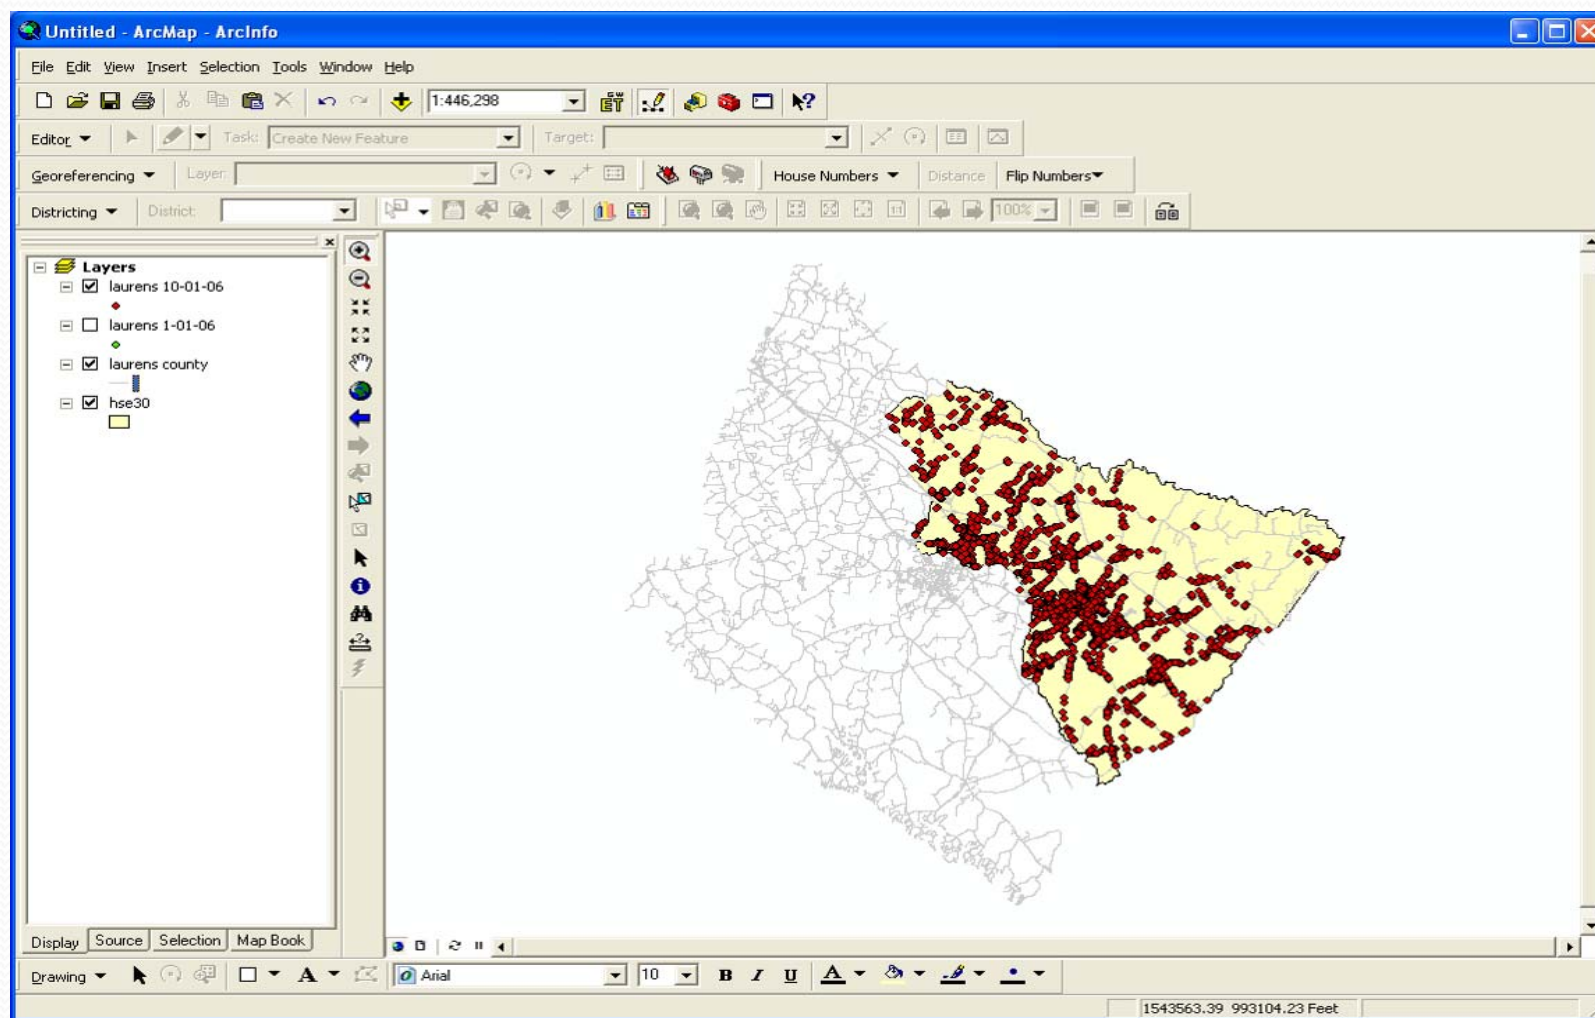 Untitled - ArcMap - ArcInfo
File Edit View Insert Selection Tools Window Help
1:446,298
Editor Task: Create New Feature Target:
Georeferencing Layer: House Numbers Distance Flip Numbers
Districting District: 1:1 100%
Layers
laurens 10-01-06
laurens 1-01-06
laurens county
hse30
Display Source Selection Map Book
Drawing A Arial 10 B I U A
1543563.39 993104.23 Feet